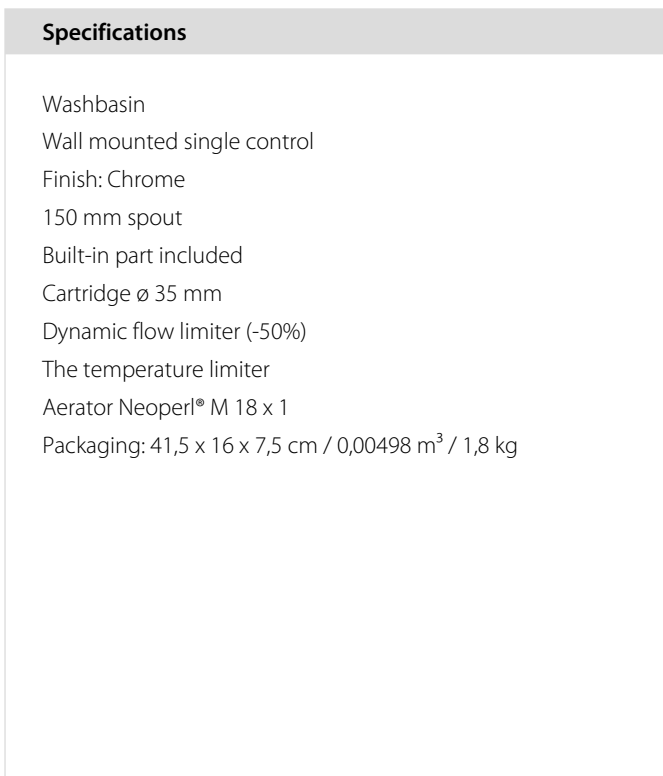 Specifications
Washbasin
Wall mounted single control
Finish: Chrome
150 mm spout
Built-in part included
Cartridge ø 35 mm
Dynamic flow limiter (-50%)
The temperature limiter
Aerator Neoperl® M 18 x 1
Packaging: 41,5 x 16 x 7,5 cm / 0,00498 m³ / 1,8 kg